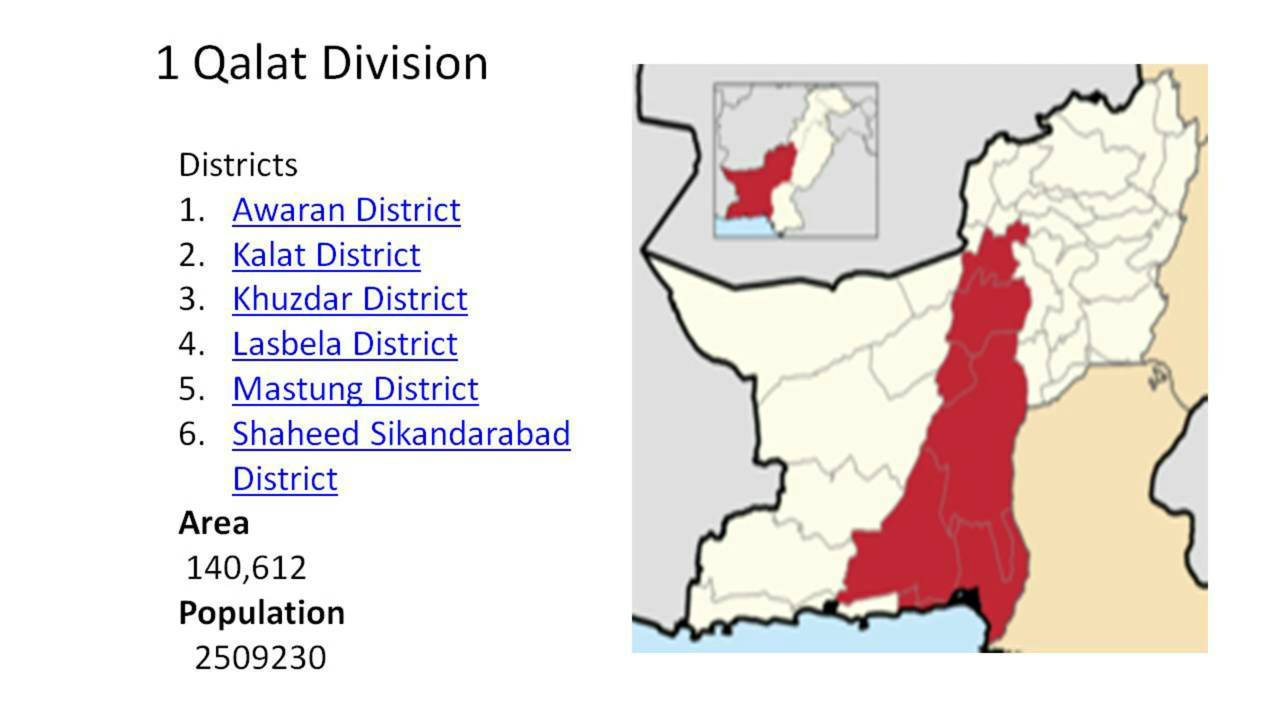 1 Qalat Division
Districts
1. Awaran District
2. Kalat District
3. Khuzdar District
4. Lasbela District
5. Mastung District
6. Shaheed Sikandarabad
District
Area
140,612
Population
2509230